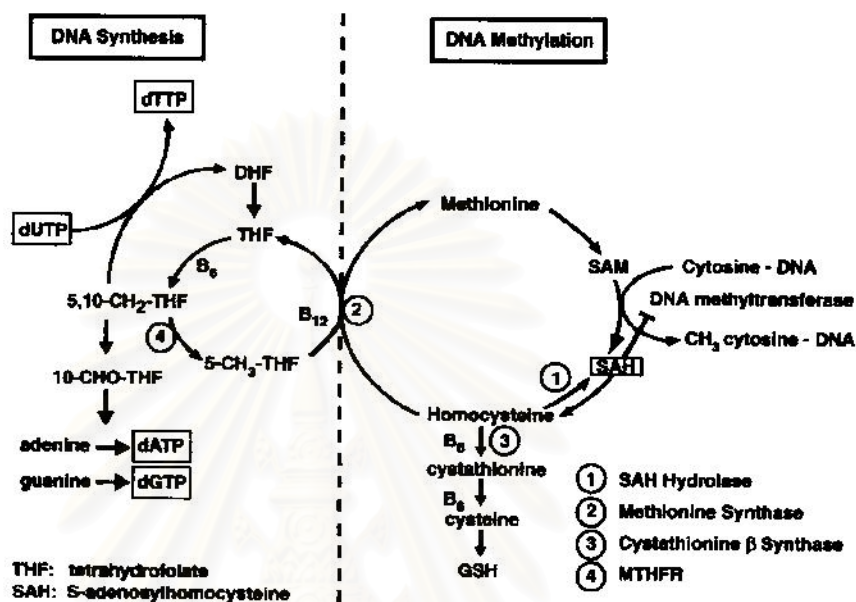 DNA Synthesis
DNA Methylation
dTTP
DHF
dUTP
THF
B6
5,10-CH2-THF
4
5-CH3-THF
B12
2
10-CHO-THF
adenine
dATP
guanine
dGTP
Methionine
SAM
Cytosine - DNA
DNA methyltransferase
CH3 cytosine - DNA
SAH
1
Homocysteine
B6
3
cystathionine
B6
cysteine
GSH
1 SAH Hydrolase
2 Methionine Synthase
3 Cystathionine β Synthase
4 MTHFR
THF: tetrahydrofolate
SAH: S-adenosylhomocysteine